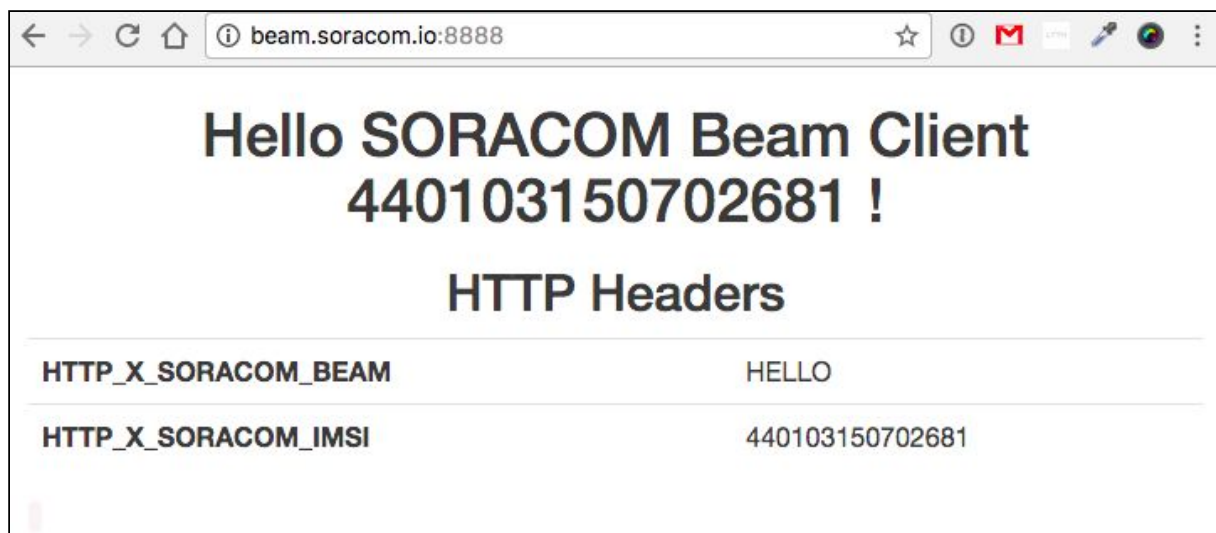 beam.soracom.io:8888
Hello SORACOM Beam Client
440103150702681 !
HTTP Headers
HTTP_X_SORACOM_BEAM HELLO
HTTP_X_SORACOM_IMSI 440103150702681